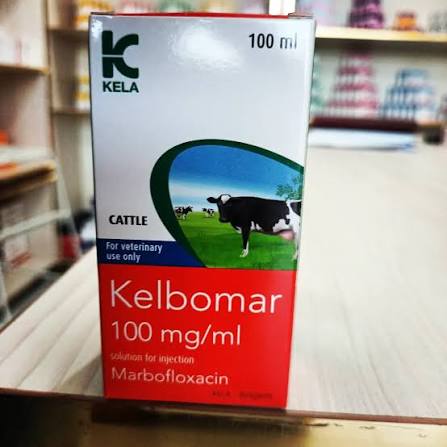 100 ml
KELA
CATTLE
For veterinary
use only
Kelbomar
100 mg/ml
solution for injection
Marbofloxacin